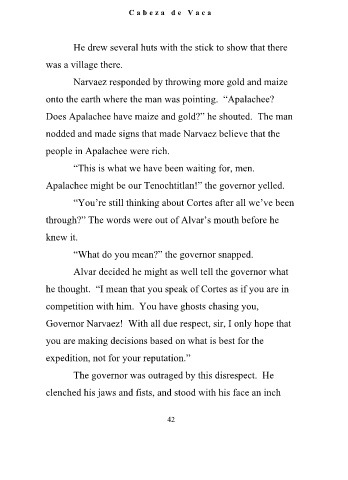 Cabeza de Vaca
He drew several huts with the stick to show that there
was a village there.
Narvaez responded by throwing more gold and maize
onto the earth where the man was pointing.  “Apalachee?
Does Apalachee have maize and gold?” he shouted.  The man
nodded and made signs that made Narvaez believe that the
people in Apalachee were rich.
“This is what we have been waiting for, men.
Apalachee might be our Tenochtitlan!” the governor yelled.
“You’re still thinking about Cortes after all we’ve been
through?” The words were out of Alvar’s mouth before he
knew it.
“What do you mean?” the governor snapped.
Alvar decided he might as well tell the governor what
he thought.  “I mean that you speak of Cortes as if you are in
competition with him.  You have ghosts chasing you,
Governor Narvaez!  With all due respect, sir, I only hope that
you are making decisions based on what is best for the
expedition, not for your reputation.”
The governor was outraged by this disrespect.  He
clenched his jaws and fists, and stood with his face an inch
42